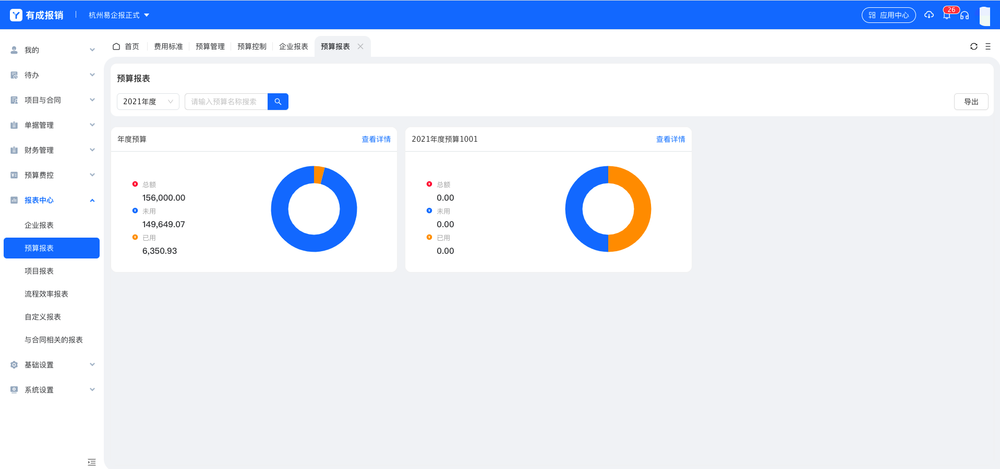 有成报销
杭州易企报正式
应用中心
26
我的
待办
项目与合同
单据管理
财务管理
预算费控
报表中心
企业报表
预算报表
项目报表
流程效率报表
自定义报表
与合同相关的报表
基础设置
系统设置
首页
费用标准
预算管理
预算控制
企业报表
预算报表
预算报表
2021年度
请输入预算名称搜索
导出
年度预算
查看详情
总额
156,000.00
未用
149,649.07
已用
6,350.93
2021年度预算1001
查看详情
总额
0.00
未用
0.00
已用
0.00